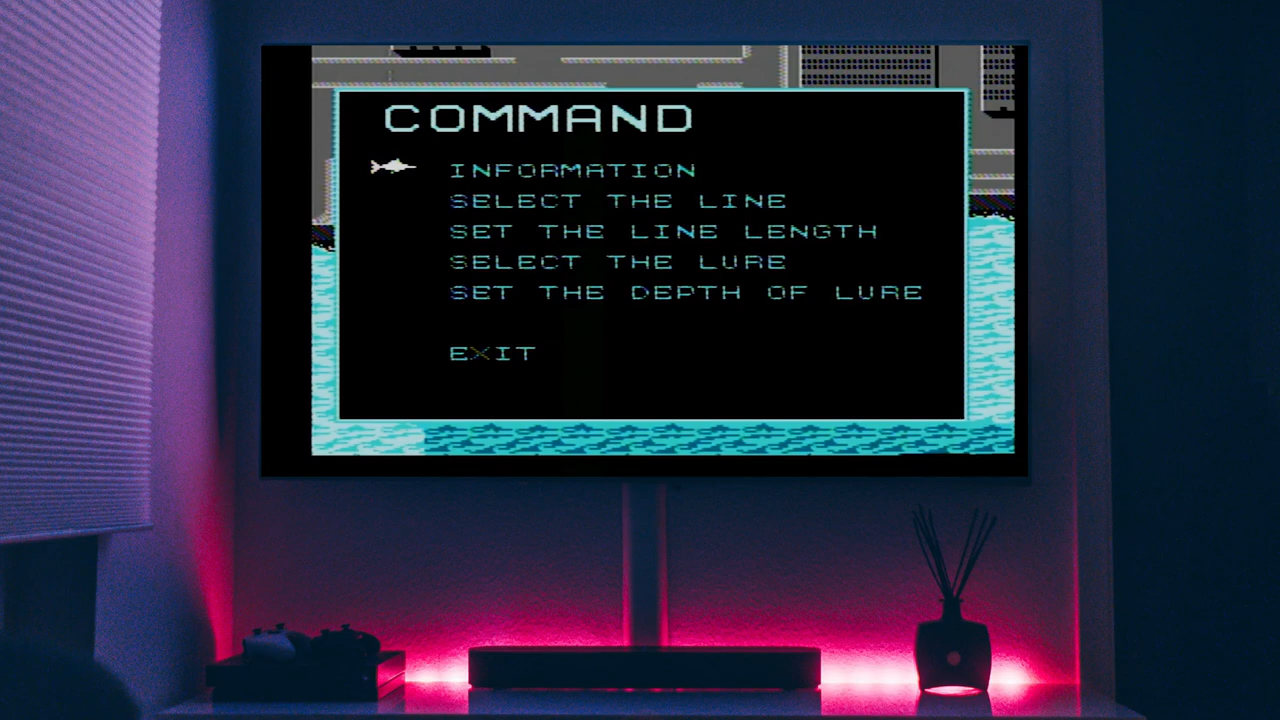 COMMAND
INFORMATION
SELECT THE LINE
SET THE LINE LENGTH
SELECT THE LURE
SET THE DEPTH OF LURE
EXIT